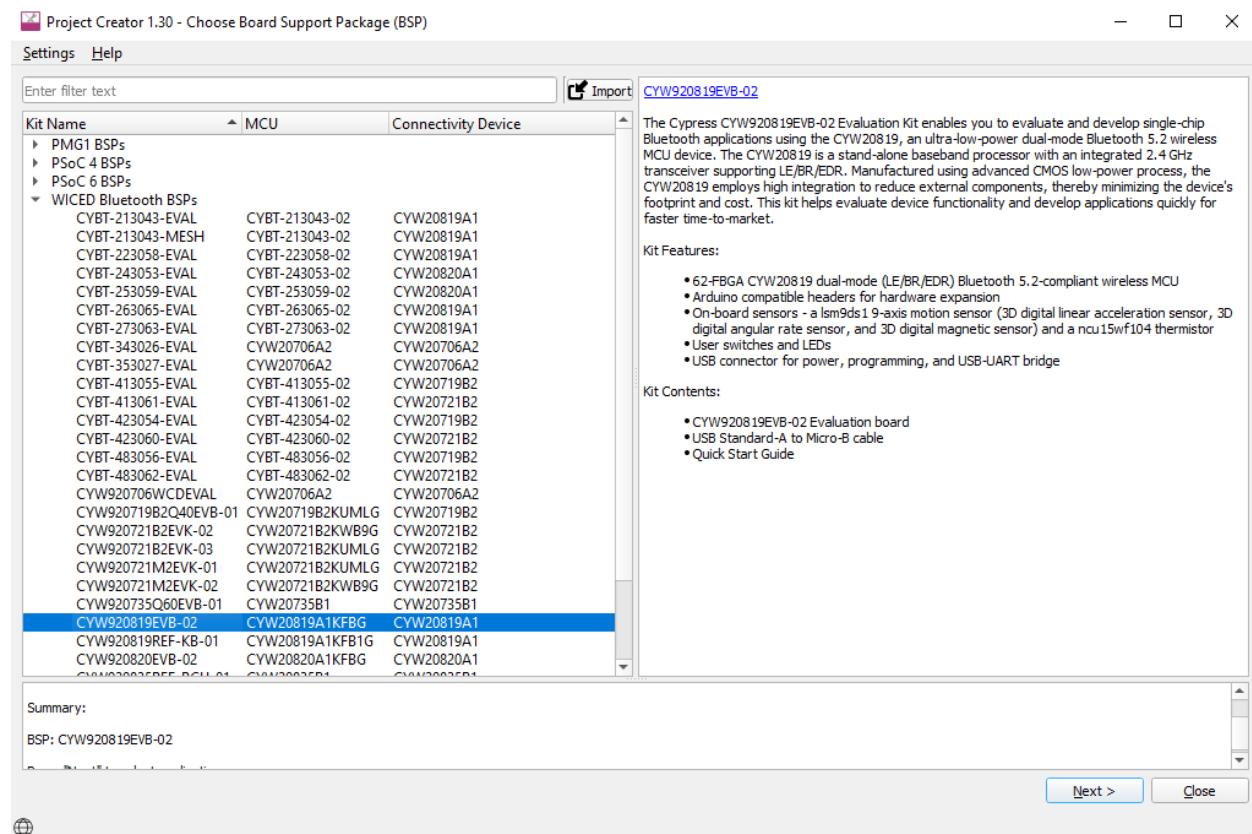 Project Creator 1.30 - Choose Board Support Package (BSP)
Settings Help
Enter filter text
Import
Kit Name MCU Connectivity Device
PMG1 BSPs
PSoC 4 BSPs
PSoC 6 BSPs
WICED Bluetooth BSPs
CYBT-213043-EVAL CYBT-213043-02 CYW20819A1
CYBT-213043-MESH CYBT-213043-02 CYW20819A1
CYBT-223058-EVAL CYBT-223058-02 CYW20819A1
CYBT-243053-EVAL CYBT-243053-02 CYW20820A1
CYBT-253059-EVAL CYBT-253059-02 CYW20820A1
CYBT-263065-EVAL CYBT-263065-02 CYW20819A1
CYBT-273063-EVAL CYBT-273063-02 CYW20819A1
CYBT-343026-EVAL CYW20706A2 CYW20706A2
CYBT-353027-EVAL CYW20706A2 CYW20706A2
CYBT-413055-EVAL CYBT-413055-02 CYW20719B2
CYBT-413061-EVAL CYBT-413061-02 CYW20721B2
CYBT-423054-EVAL CYBT-423054-02 CYW20719B2
CYBT-423060-EVAL CYBT-423060-02 CYW20721B2
CYBT-483056-EVAL CYBT-483056-02 CYW20719B2
CYBT-483062-EVAL CYBT-483062-02 CYW20721B2
CYW920706WCDEVAL CYW20706A2 CYW20706A2
CYW920719B2Q40EVB-01 CYW20719B2KUMLG CYW20719B2
CYW920721B2EVK-02 CYW20721B2KWB9G CYW20721B2
CYW920721B2EVK-03 CYW20721B2KUMLG CYW20721B2
CYW920721M2EVK-01 CYW20721B2KUMLG CYW20721B2
CYW920721M2EVK-02 CYW20721B2KWB9G CYW20721B2
CYW920735Q60EVB-01 CYW20735B1 CYW20735B1
CYW920819EVB-02 CYW20819A1KFBG CYW20819A1
CYW920819REF-KB-01 CYW20819A1KFB1G CYW20819A1
CYW920820EVB-02 CYW20820A1KFBG CYW20820A1
CYW920819EVB-02
The Cypress CYW920819EVB-02 Evaluation Kit enables you to evaluate and develop single-chip
Bluetooth applications using the CYW20819, an ultra-low-power dual-mode Bluetooth 5.2 wireless
MCU device. The CYW20819 is a stand-alone baseband processor with an integrated 2.4 GHz
transceiver supporting LE/BR/EDR. Manufactured using advanced CMOS low-power process, the
CYW20819 employs high integration to reduce external components, thereby minimizing the device's
footprint and cost. This kit helps evaluate device functionality and develop applications quickly for
faster time-to-market.
Kit Features:
• 62-FBGA CYW20819 dual-mode (LE/BR/EDR) Bluetooth 5.2-compliant wireless MCU
• Arduino compatible headers for hardware expansion
• On-board sensors - a lsm9ds1 9-axis motion sensor (3D digital linear acceleration sensor, 3D
digital angular rate sensor, and 3D digital magnetic sensor) and a ncu15wf104 thermistor
• User switches and LEDs
• USB connector for power, programming, and USB-UART bridge
Kit Contents:
• CYW920819EVB-02 Evaluation board
• USB Standard-A to Micro-B cable
• Quick Start Guide
Summary:
BSP: CYW920819EVB-02
Next >
Close